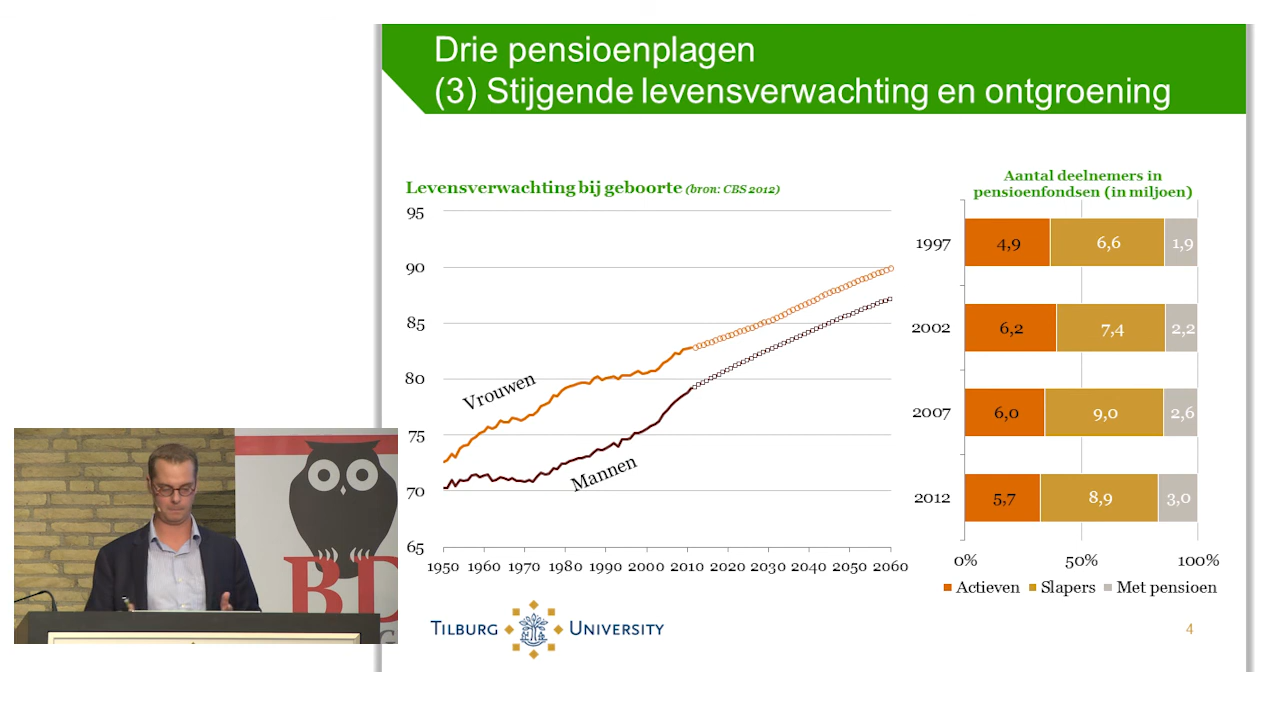 Drie pensioenplagen
(3) Stijgende levensverwachting en ontgroening
Levensverwachting bij geboorte (bron: CBS 2012)
95
90
85
80
75
70
65
1950 1960 1970 1980 1990 2000 2010 2020 2030 2040 2050 2060
Vrouwen
Mannen
Aantal deelnemers in
pensioenfondsen (in miljoen)
1997 4,9 6,6 1,9
2002 6,2 7,4 2,2
2007 6,0 9,0 2,6
2012 5,7 8,9 3,0
0% 50% 100%
Actieven Slapers Met pensioen
TILBURG UNIVERSITY
4
BD
G